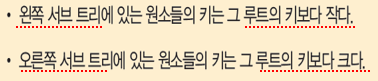 • 왼쪽 서브 트리에 있는 원소들의 키는 그 루트의 키보다 작다.
• 오른쪽 서브 트리에 있는 원소들의 키는 그 루트의 키보다 크다.